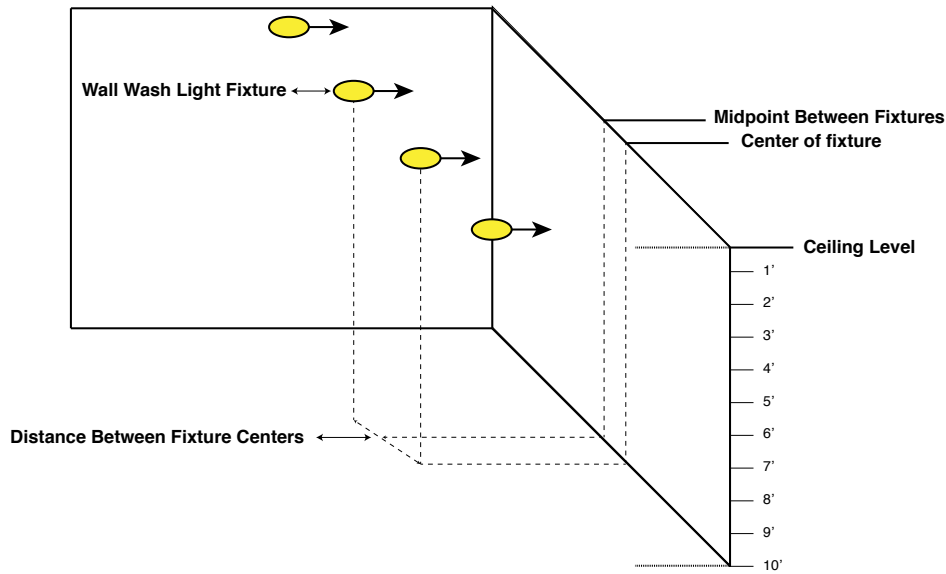 Wall Wash Light Fixture
Midpoint Between Fixtures
Center of fixture
Ceiling Level
1’
2’
3’
4’
5’
Distance Between Fixture Centers
6’
7’
8’
9’
10’